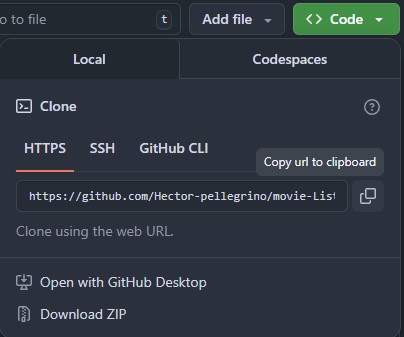 o to file t Add file <> Code
Local Codespaces
Clone
HTTPS SSH GitHub CLI
Copy url to clipboard
https://github.com/Hector-pellegrino/movie-List
Clone using the web URL.
Open with GitHub Desktop
Download ZIP